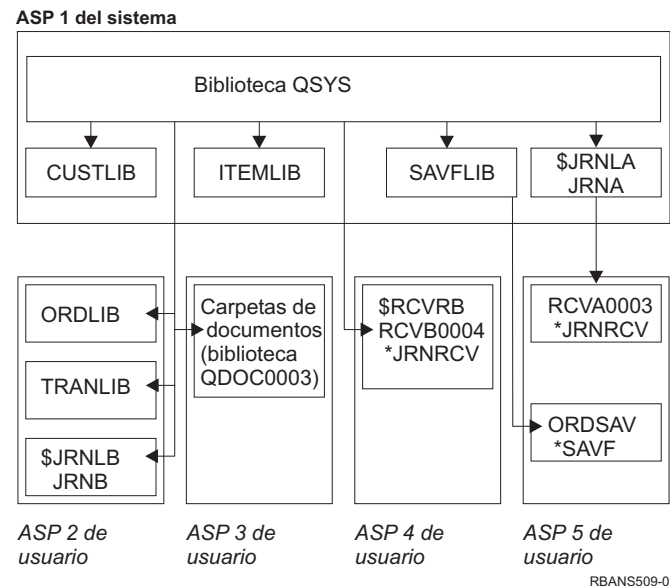 ASP 1 del sistema
Biblioteca QSYS
CUSTLIB
ITEMLIB
SAVFLIB
$JRNLA
JRNA
ORDLIB
TRANLIB
$JRNLB
JRNB
Carpetas de
documentos
(biblioteca
QDOC0003)
$RCVRB
RCVB0004
*JRNRCV
RCVA0003
*JRNRCV
ORDSAV
*SAVF
ASP 2 de
usuario
ASP 3 de
usuario
ASP 4 de
usuario
ASP 5 de
usuario
RBANS509-0